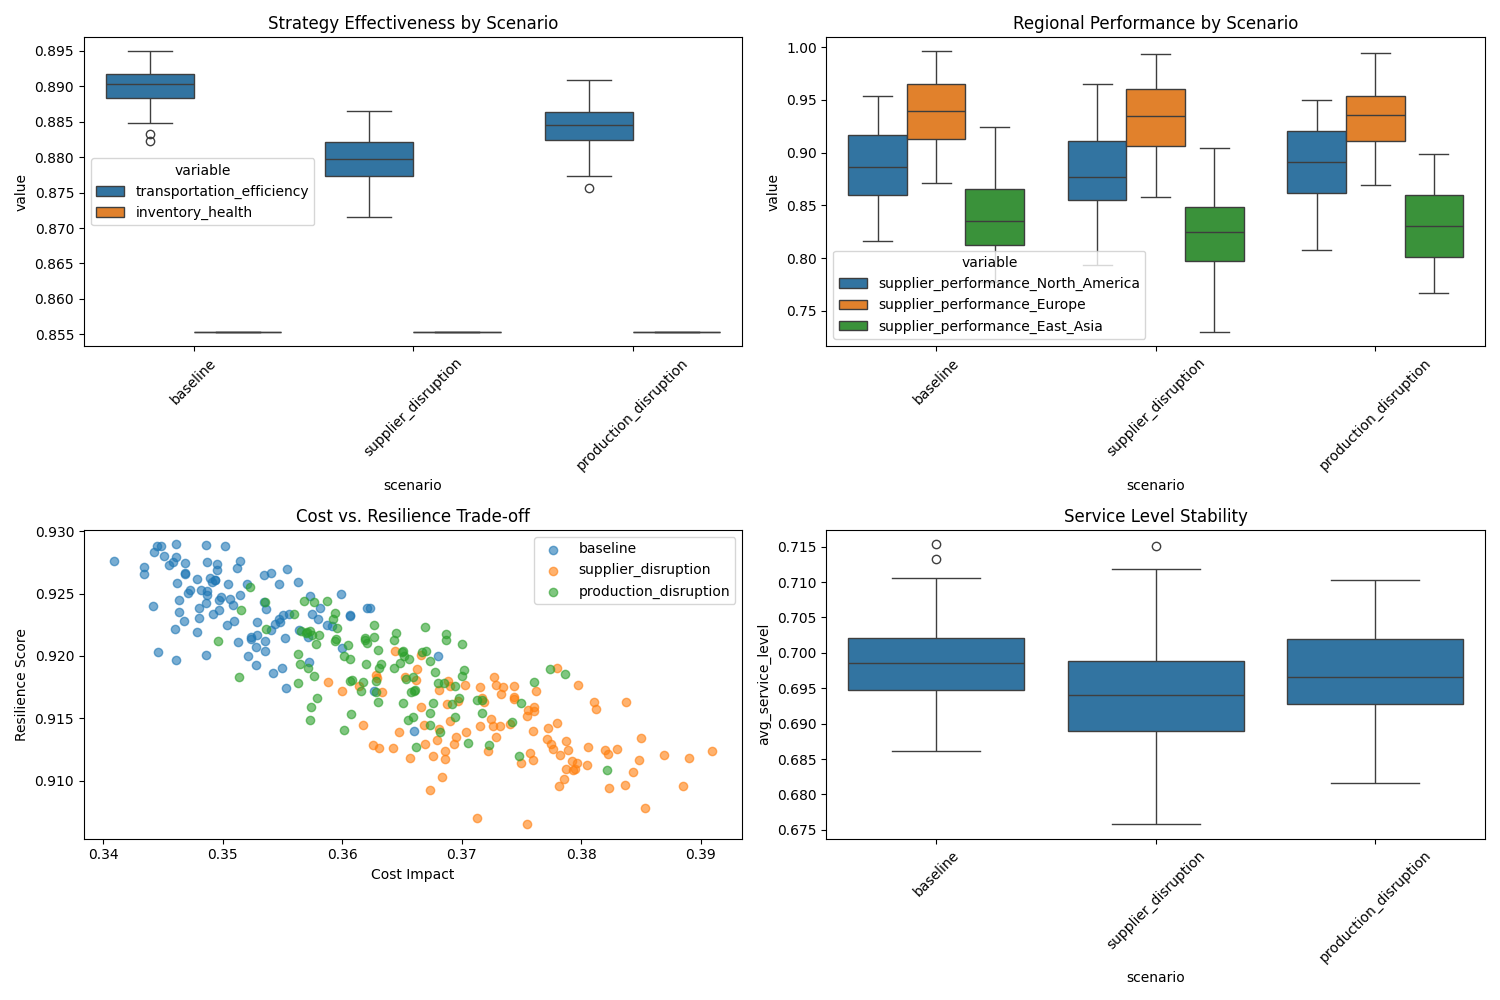 Strategy Effectiveness by Scenario
0.895
0.890
0.885
0.880
0.875
0.870
0.865
0.860
0.855
value
variable
transportation_efficiency
inventory_health
baseline
supplier_disruption
production_disruption
scenario
Regional Performance by Scenario
1.00
0.95
0.90
0.85
0.80
0.75
value
variable
supplier_performance_North_America
supplier_performance_Europe
supplier_performance_East_Asia
baseline
supplier_disruption
production_disruption
scenario
Cost vs. Resilience Trade-off
0.930
0.925
0.920
0.915
0.910
Resilience Score
baseline
supplier_disruption
production_disruption
0.34
0.35
0.36
0.37
0.38
0.39
Cost Impact
Service Level Stability
0.715
0.710
0.705
0.700
0.695
0.690
0.685
0.680
0.675
avg_service_level
baseline
supplier_disruption
production_disruption
scenario